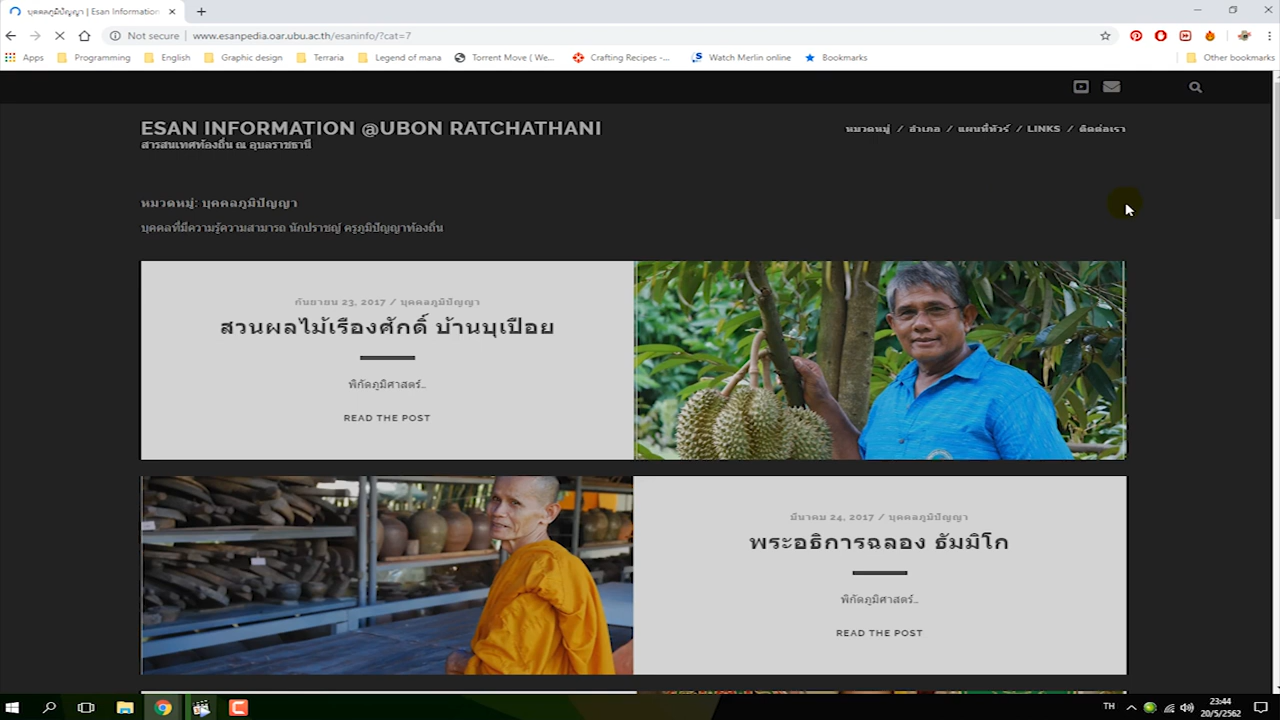 บุคคลภูมิปัญญา | Esan Information
Not secure | www.esanpedia.oar.ubu.ac.th/esaninfo/?cat=7
Apps Programming English Graphic design Terraria Legend of mana Torrent Move ( We... Crafting Recipes -... Watch Merlin online Bookmarks Other bookmarks
ESAN INFORMATION @UBON RATCHATHANI
สารสนเทศท้องถิ่น ณ อุบลราชธานี
หมวดหมู่ / อำเภอ / แผนที่ทัวร์ / LINKS / ติดต่อเรา
หมวดหมู่: บุคคลภูมิปัญญา
บุคคลที่มีความรู้ความสามารถ นักปราชญ์ ครูภูมิปัญญาท้องถิ่น
กันยายน 23, 2017 / บุคคลภูมิปัญญา
สวนผลไม้เรืองศักดิ์ บ้านบุเปือย
พิกัดภูมิศาสตร์..
READ THE POST
มีนาคม 24, 2017 / บุคคลภูมิปัญญา
พระอธิการฉลอง ธัมมิโก
พิกัดภูมิศาสตร์..
READ THE POST
TH
23:44
20/5/2562